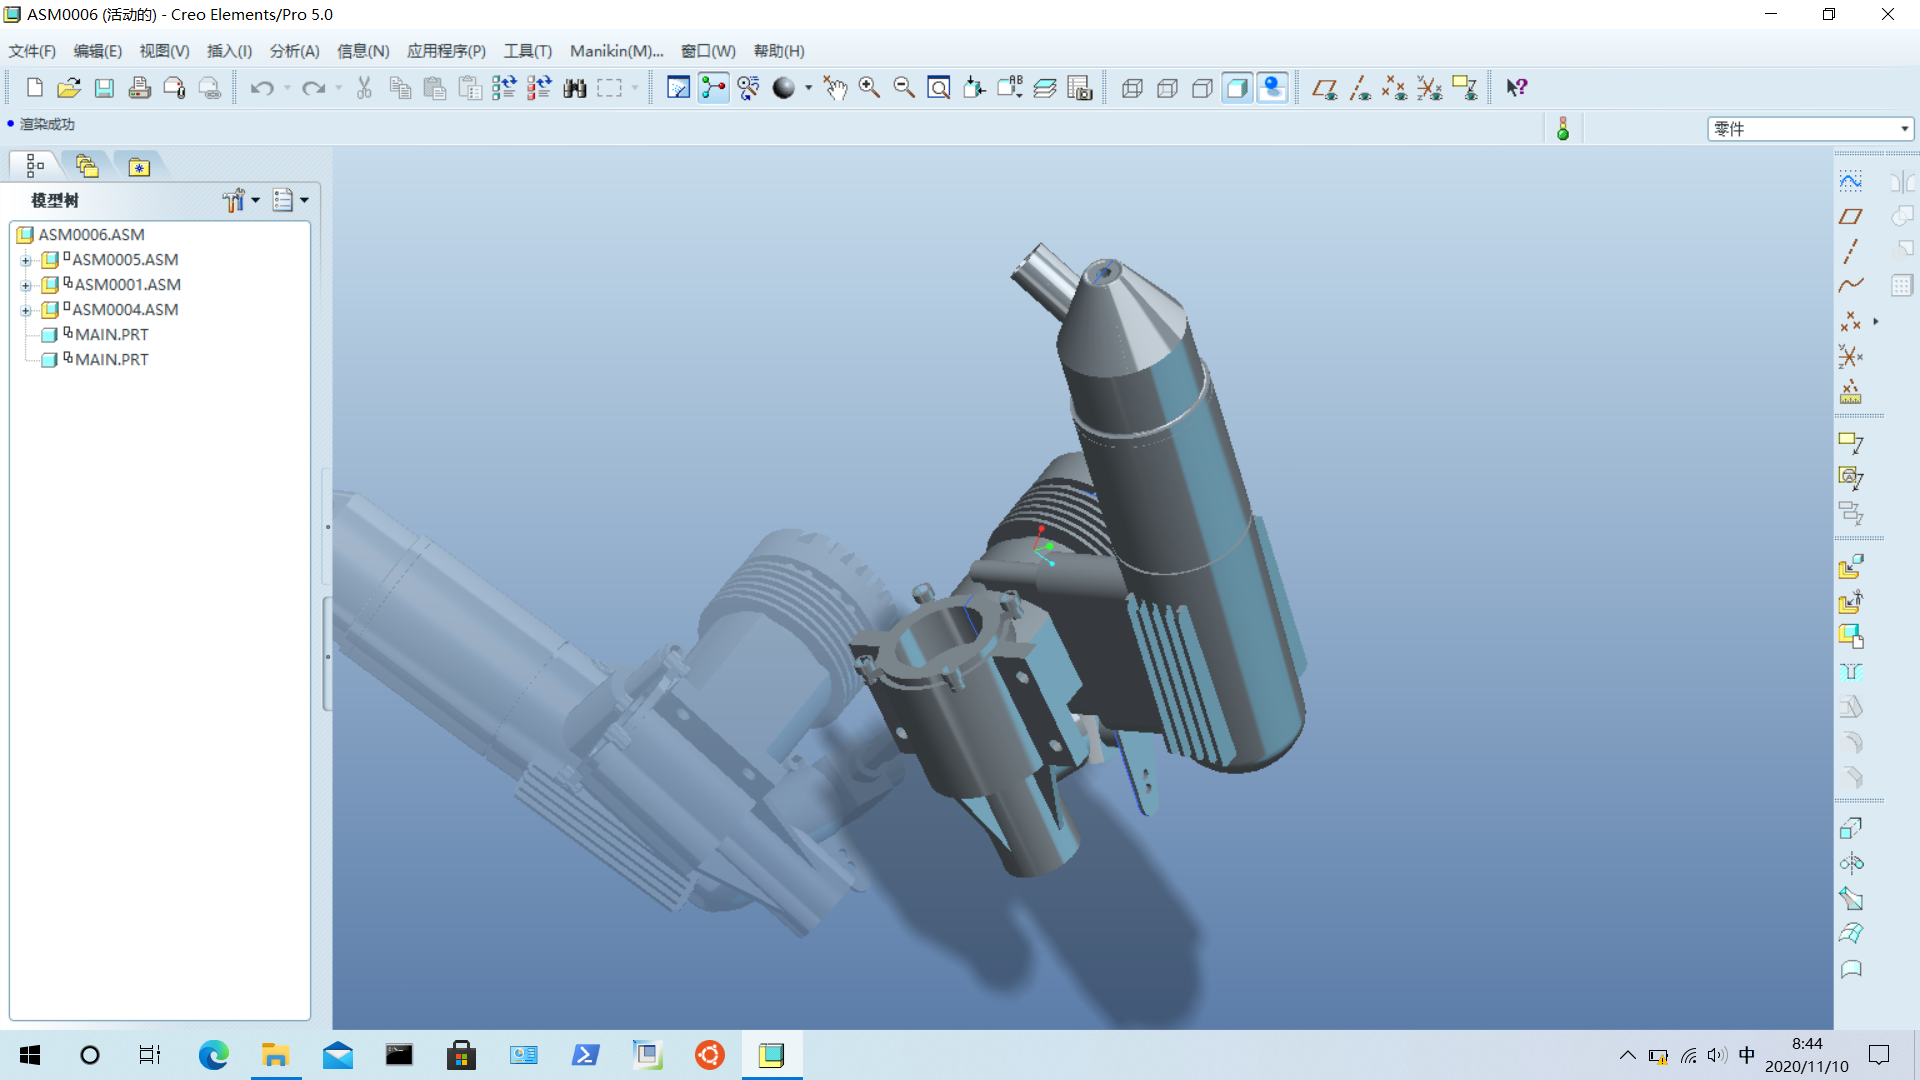 ASM0006 (活动的) - Creo Elements/Pro 5.0
文件(F) 编辑(E) 视图(V) 插入(I) 分析(A) 信息(N) 应用程序(P) 工具(T) Manikin(M)... 窗口(W) 帮助(H)
渲染成功
零件
模型树
ASM0006.ASM
ASM0005.ASM
ASM0001.ASM
ASM0004.ASM
MAIN.PRT
MAIN.PRT
中
8:44
2020/11/10